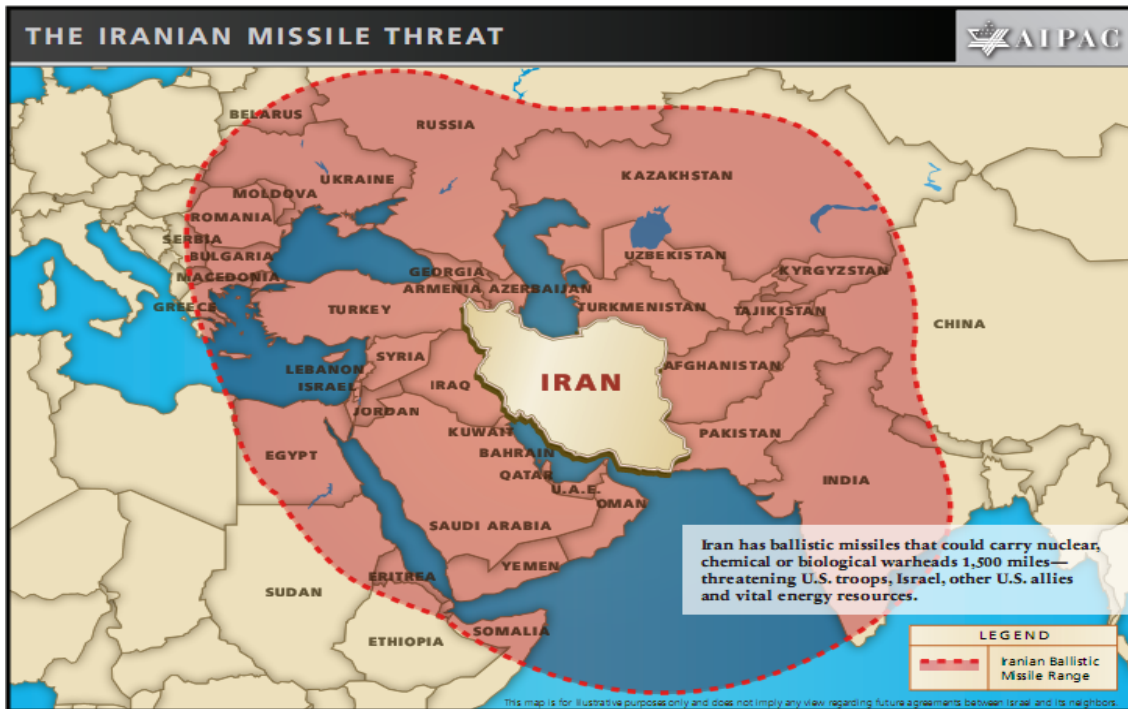 THE IRANIAN MISSILE THREAT
AIPAC
BELARUS
RUSSIA
UKRAINE
KAZAKHSTAN
MOLDOVA
ROMANIA
SERBIA
BULGARIA
UZBEKISTAN
MACEDONIA
GEORGIA
KYRGYZSTAN
ARMENIA
AZERBAIJAN
GREECE
TURKEY
TURKMENISTAN
TAJIKISTAN
CHINA
SYRIA
LEBANON
AFGHANISTAN
ISRAEL
IRAQ
IRAN
JORDAN
KUWAIT
PAKISTAN
EGYPT
BAHRAIN
QATAR
INDIA
U.A.E.
OMAN
SAUDI ARABIA
YEMEN
ERITREA
SUDAN
SOMALIA
ETHIOPIA
Iran has ballistic missiles that could carry nuclear,
chemical or biological warheads 1,500 miles—
threatening U.S. troops, Israel, other U.S. allies
and vital energy resources.
LEGEND
Iranian Ballistic
Missile Range
This map is for illustrative purposes only and does not imply any view regarding future agreements between Israel and its neighbors.